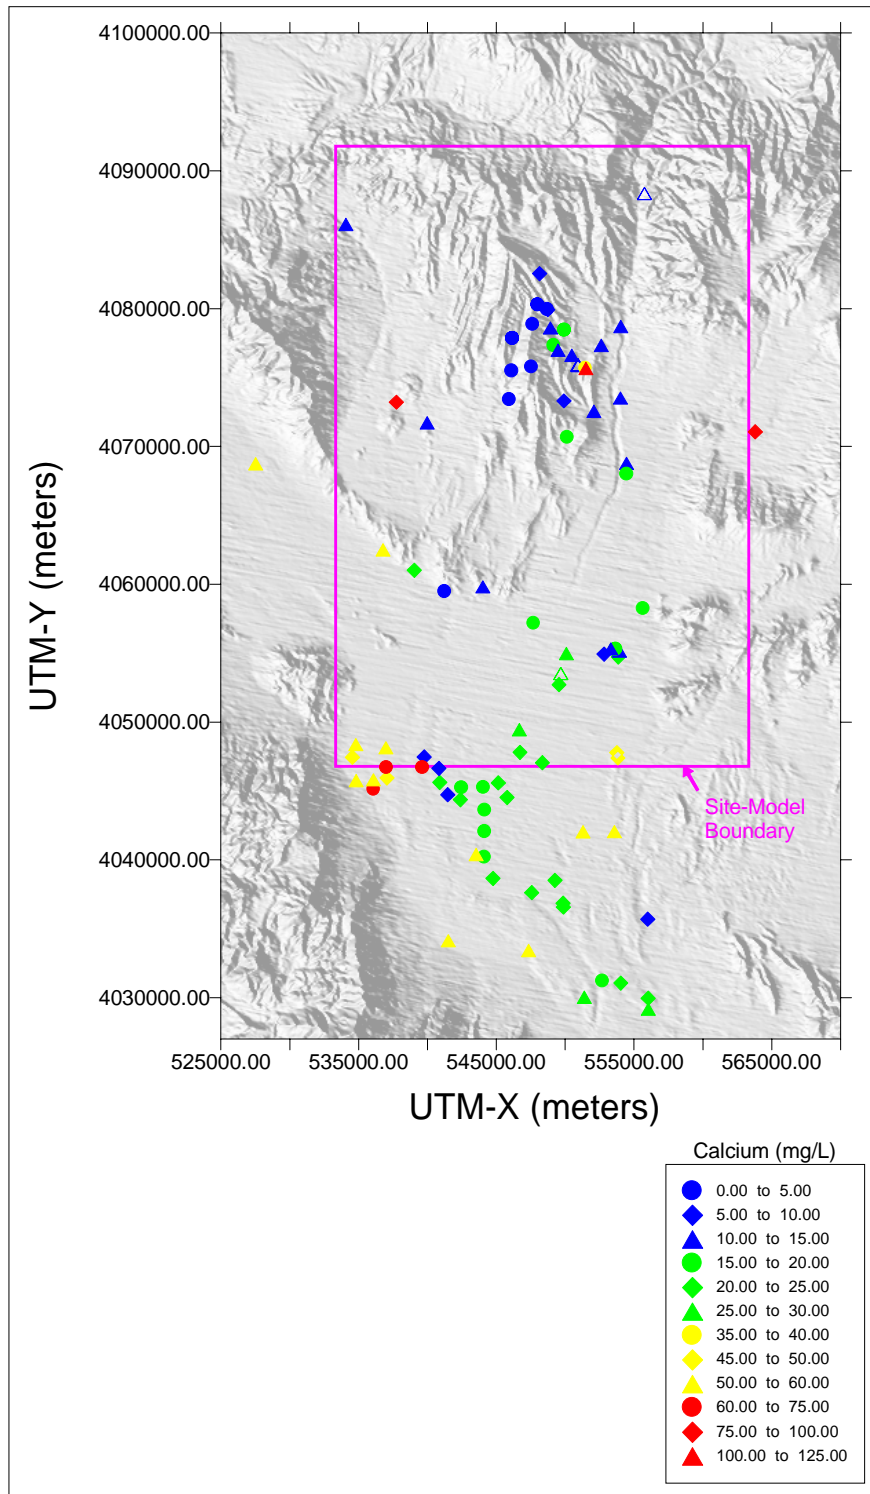 4100000.00
4090000.00
4080000.00
4070000.00
4060000.00
4050000.00
4040000.00
4030000.00
UTM-Y (meters)
Site-Model
Boundary
525000.00 535000.00 545000.00 555000.00 565000.00
UTM-X (meters)
Calcium (mg/L)
0.00 to 5.00
5.00 to 10.00
10.00 to 15.00
15.00 to 20.00
20.00 to 25.00
25.00 to 30.00
35.00 to 40.00
45.00 to 50.00
50.00 to 60.00
60.00 to 75.00
75.00 to 100.00
100.00 to 125.00